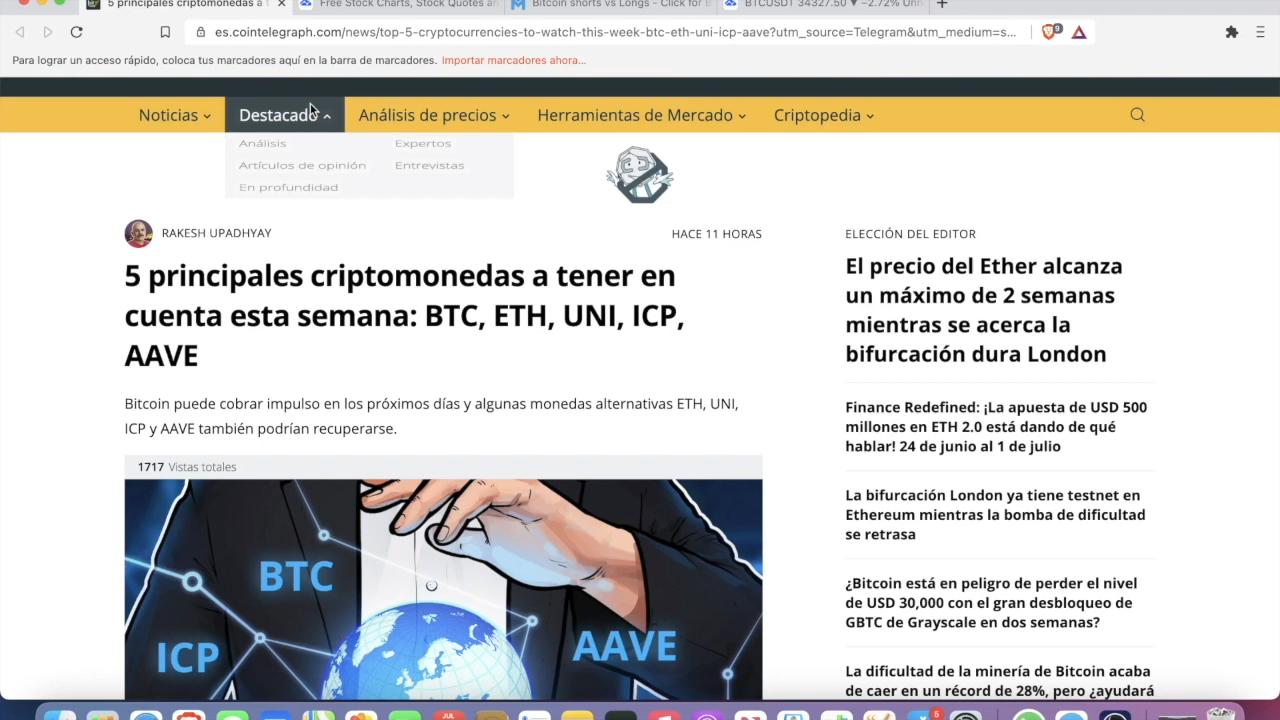 5 principales criptomonedas a t
Free Stock Charts, Stock Quotes an
Bitcoin shorts vs Longs - Click for B
BTCUSDT 34327.50 ▼ −2.72% Unn
es.cointelegraph.com/news/top-5-cryptocurrencies-to-watch-this-week-btc-eth-uni-icp-aave?utm_source=Telegram&utm_medium=s...
9
Para lograr un acceso rápido, coloca tus marcadores aquí en la barra de marcadores. Importar marcadores ahora...
Noticias Destacado Análisis de precios Herramientas de Mercado Criptopedia
Análisis Expertos
Artículos de opinión Entrevistas
En profundidad
RAKESH UPADHYAY
HACE 11 HORAS
5 principales criptomonedas a tener en
cuenta esta semana: BTC, ETH, UNI, ICP,
AAVE
Bitcoin puede cobrar impulso en los próximos días y algunas monedas alternativas ETH, UNI,
ICP y AAVE también podrían recuperarse.
1717 Vistas totales
BTC
ICP
AAVE
ELECCIÓN DEL EDITOR
El precio del Ether alcanza
un máximo de 2 semanas
mientras se acerca la
bifurcación dura London
Finance Redefined: ¡La apuesta de USD 500
millones en ETH 2.0 está dando de qué
hablar! 24 de junio al 1 de julio
La bifurcación London ya tiene testnet en
Ethereum mientras la bomba de dificultad
se retrasa
¿Bitcoin está en peligro de perder el nivel
de USD 30,000 con el gran desbloqueo de
GBTC de Grayscale en dos semanas?
La dificultad de la minería de Bitcoin acaba
de caer en un récord de 28%, pero ¿ayudará
JUL
5